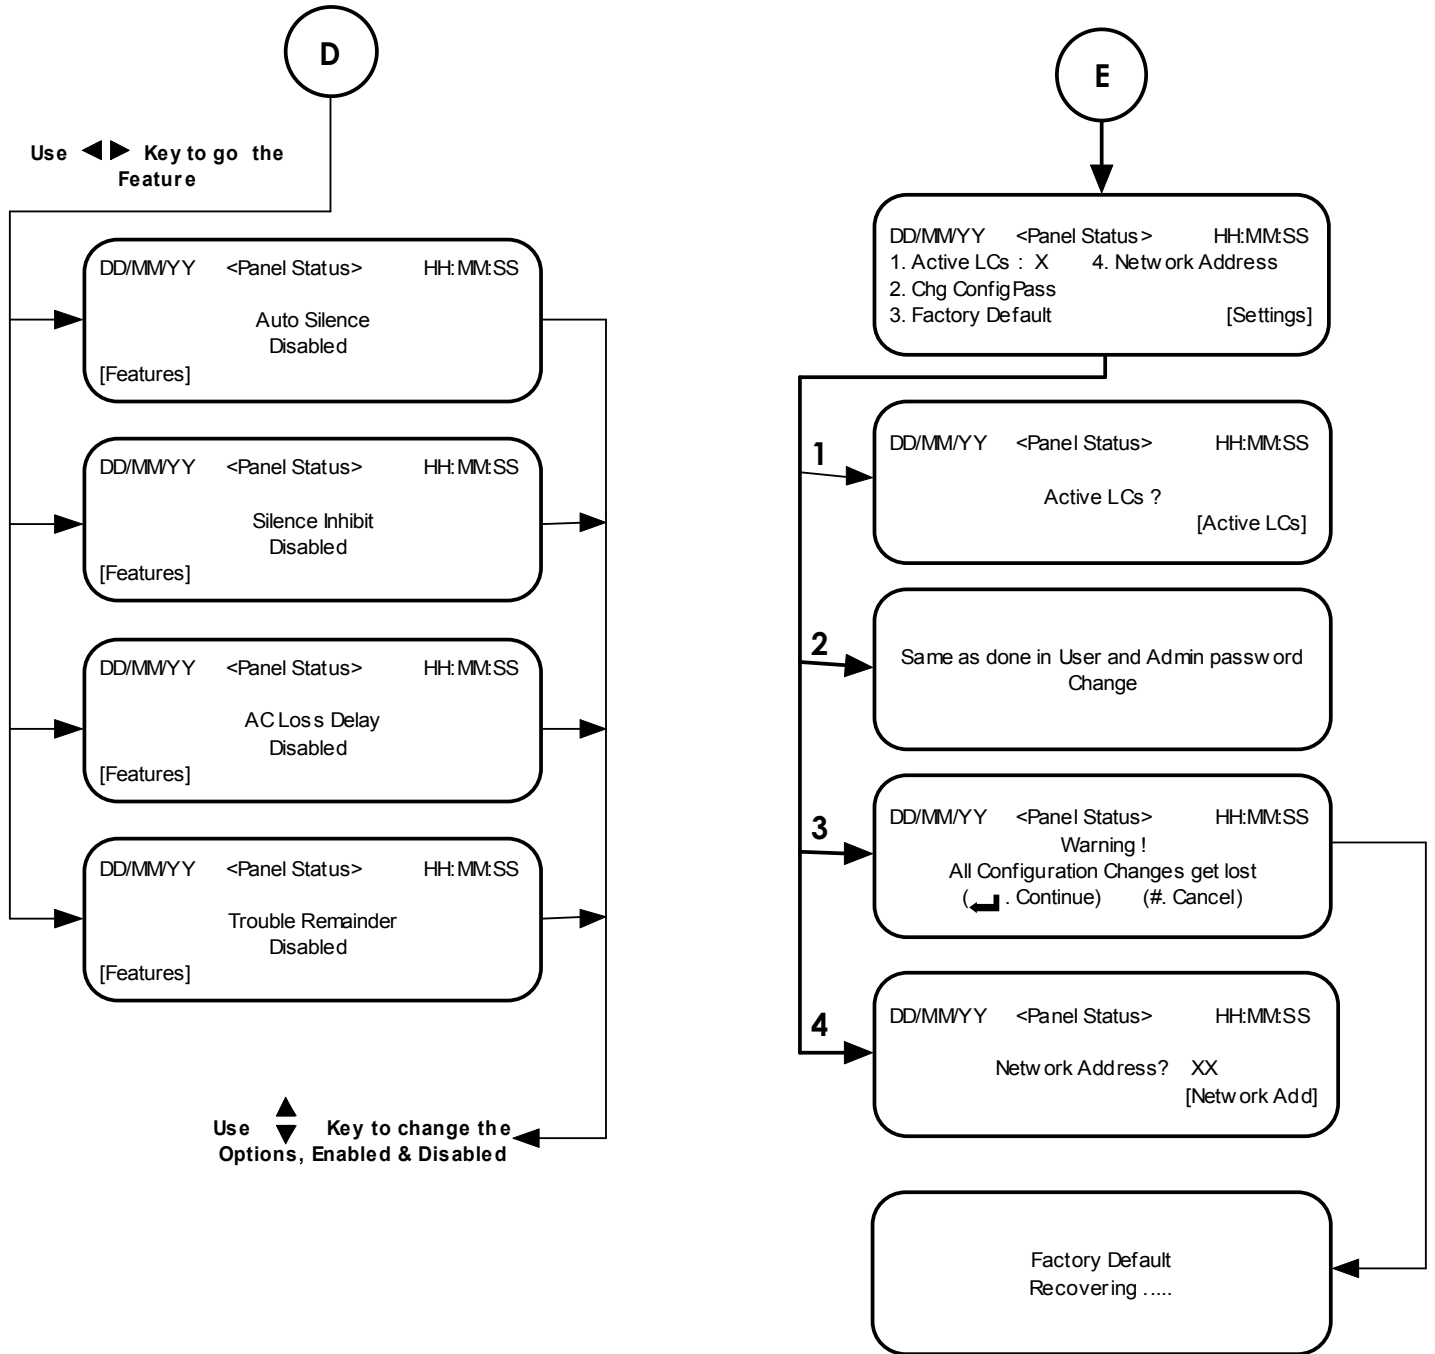 D
Use ◄ ► Key to go the
Feature
DD/MM/YY <Panel Status> HH:MM:SS
Auto Silence
Disabled
[Features]
DD/MM/YY <Panel Status> HH:MM:SS
Silence Inhibit
Disabled
[Features]
DD/MM/YY <Panel Status> HH:MM:SS
AC Loss Delay
Disabled
[Features]
DD/MM/YY <Panel Status> HH:MM:SS
Trouble Remainder
Disabled
[Features]
Use ▲▼ Key to change the
Options, Enabled & Disabled
E
DD/MM/YY <Panel Status> HH:MM:SS
1. Active LCs : X 4. Network Address
2. Chg Config Pass
3. Factory Default [Settings]
1
DD/MM/YY <Panel Status> HH:MM:SS
Active LCs ?
[Active LCs]
2
Same as done in User and Admin password
Change
3
DD/MM/YY <Panel Status> HH:MM:SS
Warning !
All Configuration Changes get lost
(↵ . Continue) (#. Cancel)
4
DD/MM/YY <Panel Status> HH:MM:SS
Network Address? XX
[Network Add]
Factory Default
Recovering .....